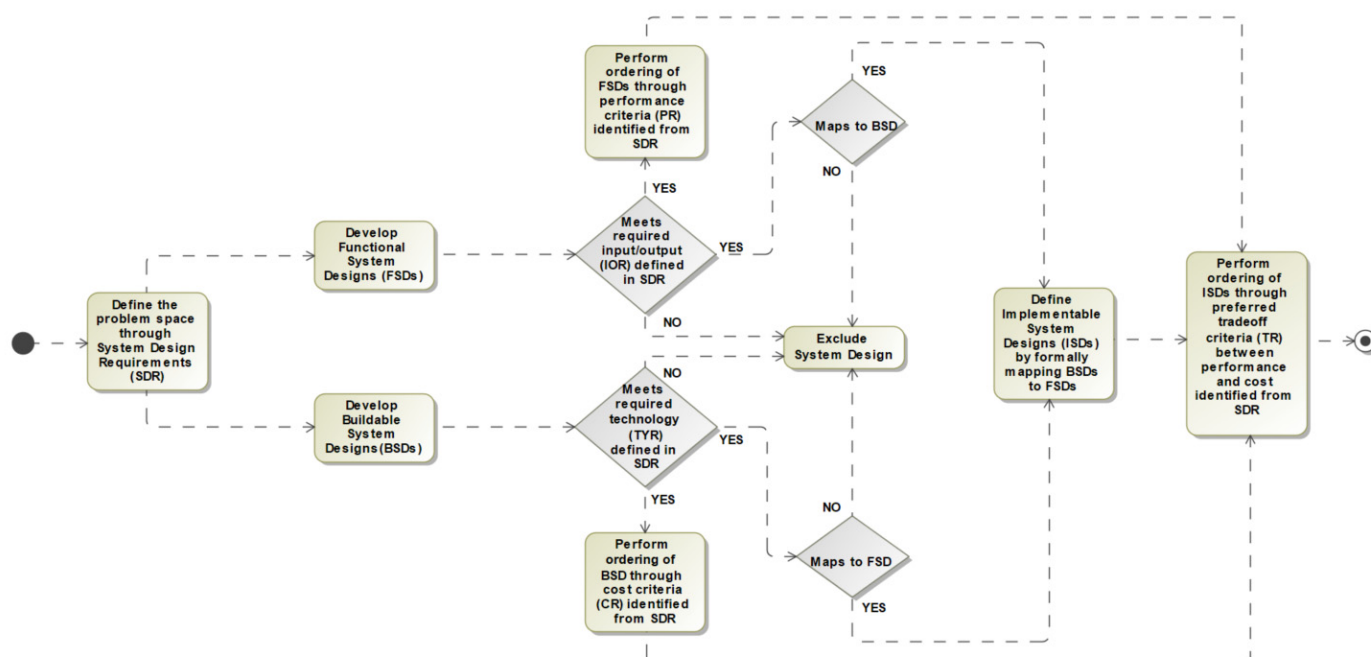 Perform
ordering of
FSDs through
performance
criteria (PR)
identified from
SDR
YES
Maps to BSD
NO
YES
Meets
required
input/output
(IOR) defined
in SDR
YES
NO
Develop
Functional
System
Designs (FSDs)
Define the
problem space
through
System Design
Requirements
(SDR)
Develop
Buildable
System
Designs(BSDs)
Exclude
System Design
NO
Meets
required
technology
(TYR)
defined in
SDR
YES
YES
Perform
ordering of
BSD through
cost criteria
(CR) identified
from SDR
NO
Maps to FSD
YES
Define
Implementable
System
Designs (ISDs)
by formally
mapping BSDs
to FSDs
Perform
ordering of
ISDs through
preferred
tradeoff
criteria (TR)
between
performance
and cost
identified from
SDR